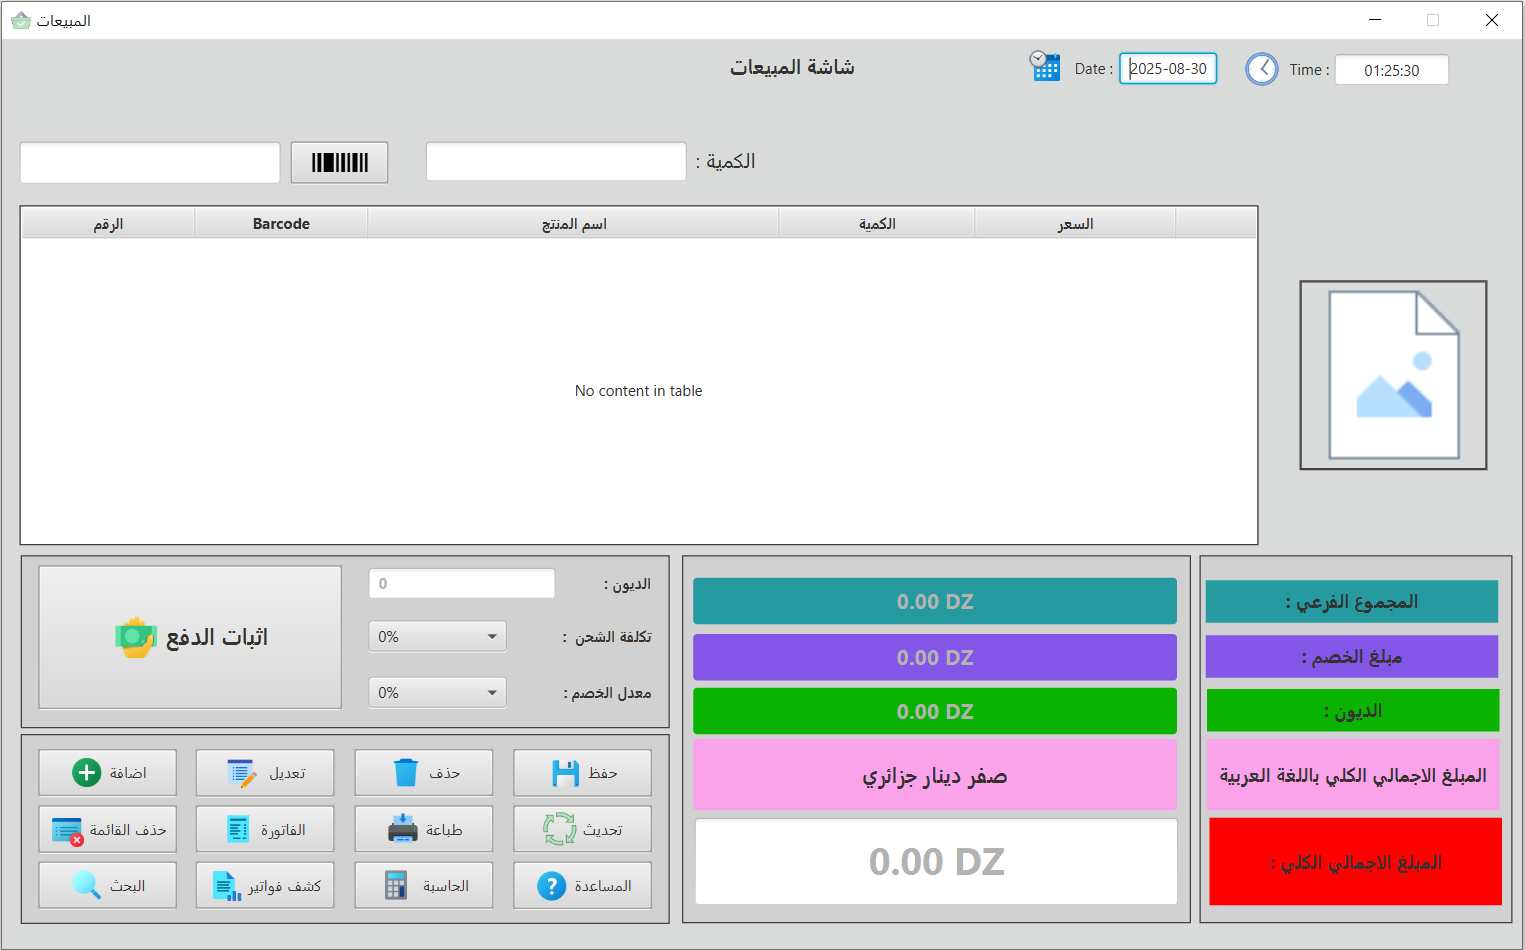 المبيعات
شاشة المبيعات
Date :
2025-08-30
Time :
01:25:30
الكمية :
الرقم
Barcode
اسم المنتج
الكمية
السعر
No content in table
اثبات الدفع
0
الديون :
0%
تكلفة الشحن :
0%
معدل الخصم :
0.00 DZ
المجموع الفرعي :
0.00 DZ
مبلغ الخصم :
0.00 DZ
الديون :
صفر دينار جزائري
المبلغ الاجمالي الكلي باللغة العربية
0.00 DZ
المبلغ الاجمالي الكلي :
اضافة
تعديل
حذف
حفظ
حذف القائمة
الفاتورة
طباعة
تحديث
البحث
كشف فواتير
الحاسبة
المساعدة